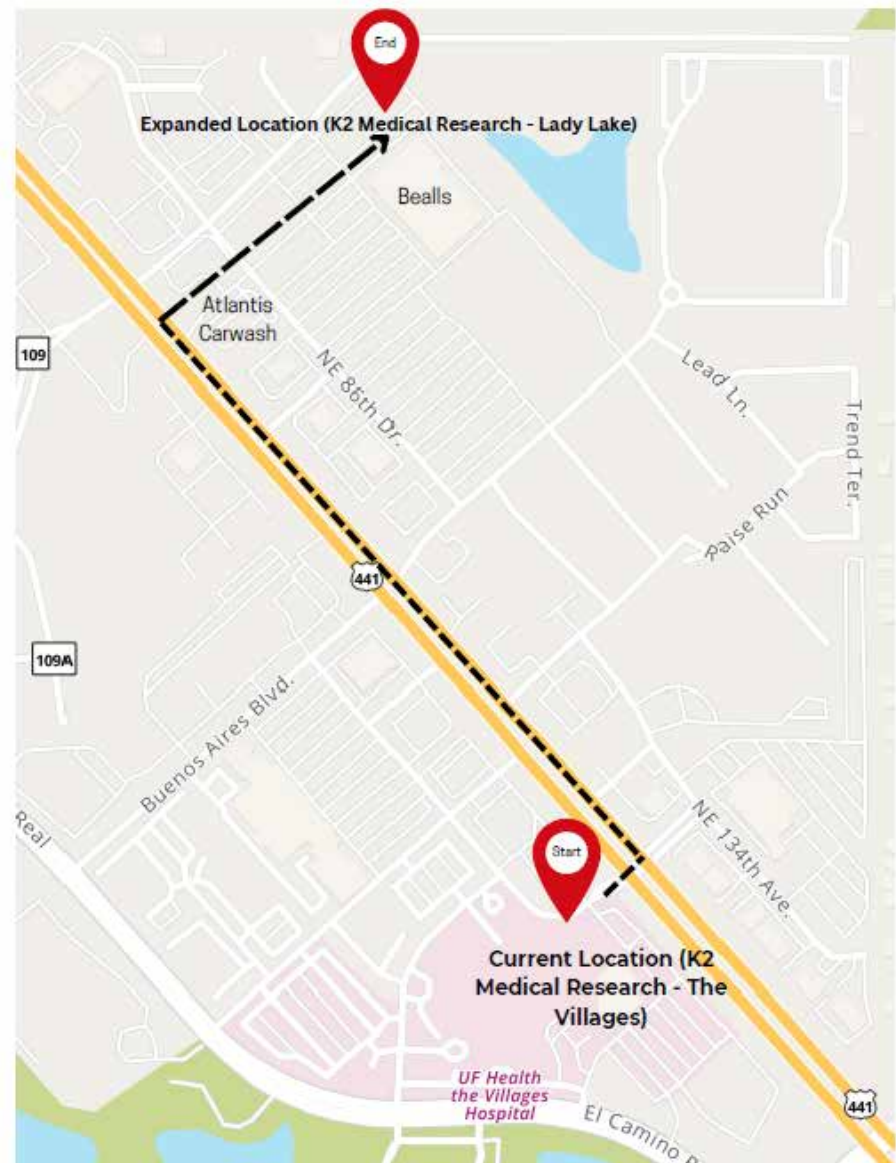 End
Expanded Location (K2 Medical Research - Lady Lake)
Bealls
Atlantis
Carwash
109
NE 86th Dr.
Lead Ln.
Trend Ter.
Raise Run
441
109A
Buenos Aires Blvd.
Real
Start
NE 134th Ave.
Current Location (K2
Medical Research - The
Villages)
UF Health
the Villages
Hospital
El Camino R
441